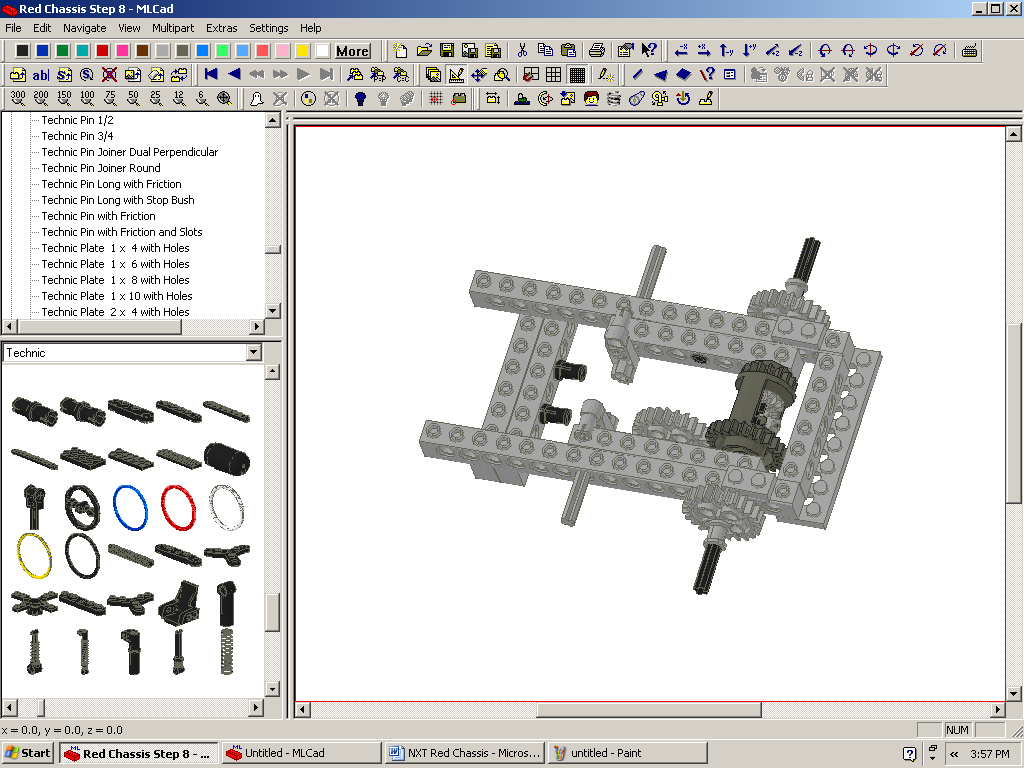 Red Chassis Step 8 - MLCad
File Edit Navigate View Multipart Extras Settings Help
More
ab
300 200 150 100 75 50 25 12 6
Technic Pin 1/2
Technic Pin 3/4
Technic Pin Joiner Dual Perpendicular
Technic Pin Joiner Round
Technic Pin Long with Friction
Technic Pin Long with Stop Bush
Technic Pin with Friction
Technic Pin with Friction and Slots
Technic Plate 1 x 4 with Holes
Technic Plate 1 x 6 with Holes
Technic Plate 1 x 8 with Holes
Technic Plate 1 x 10 with Holes
Technic Plate 2 x 4 with Holes
Technic
x = 0.0, y = 0.0, z = 0.0
NUM
Start Red Chassis Step 8 - ... Untitled - MLCad NXT Red Chassis - Micros... untitled - Paint 3:57 PM